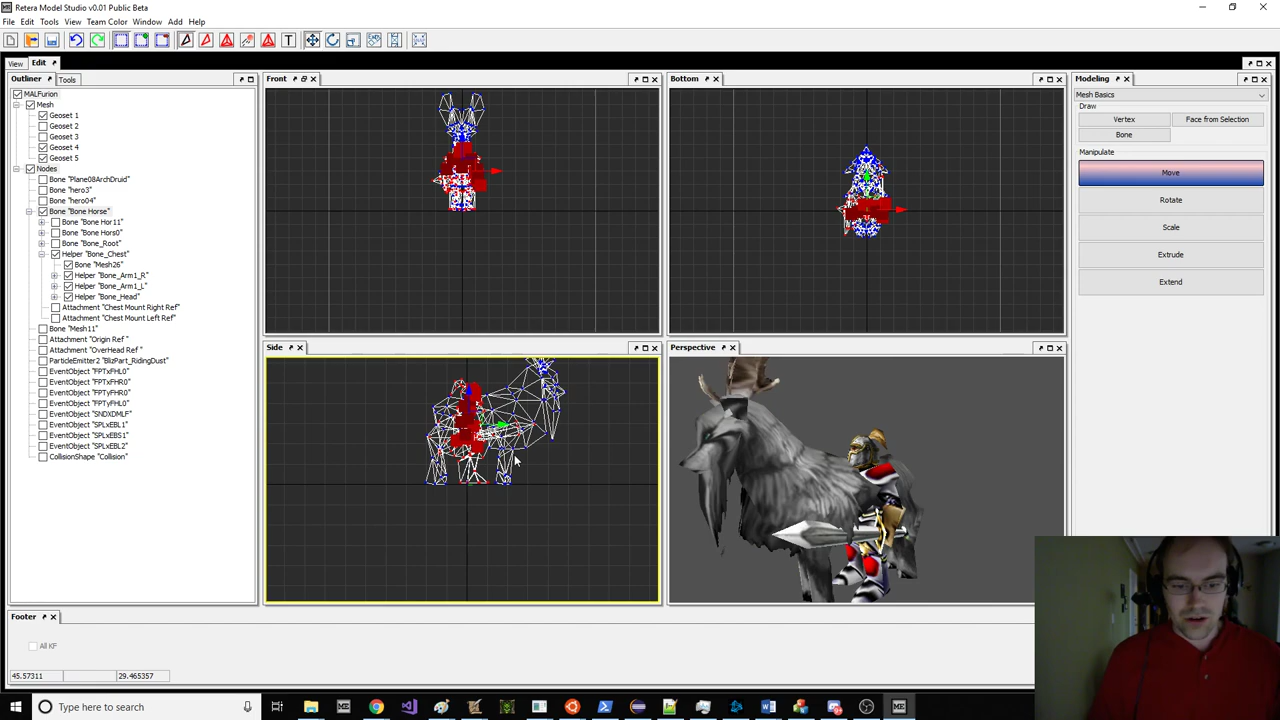 Retera Model Studio v0.01 Public Beta
File Edit Tools View Team Color Window Add Help
View Edit
Outliner Tools
MALFurion
Mesh
Geoset 1
Geoset 2
Geoset 3
Geoset 4
Geoset 5
Nodes
Bone "Plane08ArchDruid"
Bone "hero3"
Bone "hero04"
Bone "Bone Horse"
Bone "Bone Hor11"
Bone "Bone Hors0"
Bone "Bone_Root"
Helper "Bone_Chest"
Bone "Mesh26"
Helper "Bone_Arm1_R"
Helper "Bone_Arm1_L"
Helper "Bone_Head"
Attachment "Chest Mount Right Ref"
Attachment "Chest Mount Left Ref"
Bone "Mesh11"
Attachment "Origin Ref "
Attachment "OverHead Ref "
ParticleEmitter2 "BlizPart_RidingDust"
EventObject "FPTxFHL0"
EventObject "FPTxFHR0"
EventObject "FPTyFHR0"
EventObject "FPTyFHL0"
EventObject "SNDXDMLF"
EventObject "SPLxEBL1"
EventObject "SPLxEBS1"
EventObject "SPLxEBL2"
CollisionShape "Collision"
Front
Bottom
Side
Perspective
Modeling
Mesh Basics
Draw
Vertex Face from Selection
Bone
Manipulate
Move
Rotate
Scale
Extrude
Extend
Footer
All KF
45.57311 29.465357
Type here to search